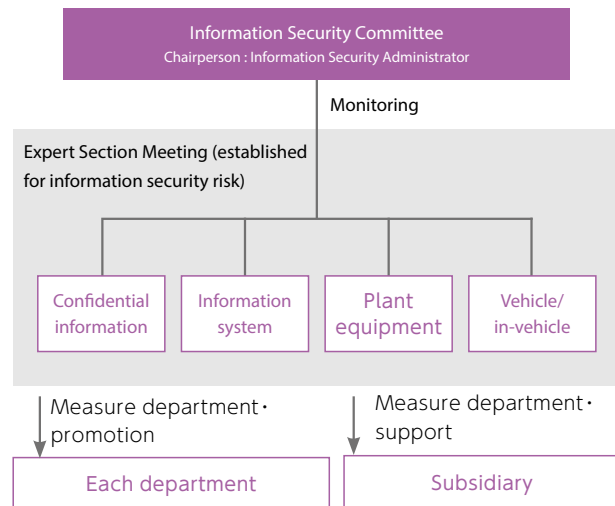 Information Security Committee
Chairperson : Information Security Administrator
Monitoring
Expert Section Meeting (established
for information security risk)
Confidential
information
Information
system
Plant
equipment
Vehicle/
in-vehicle
Measure department・
promotion
Measure department・
support
Each department
Subsidiary